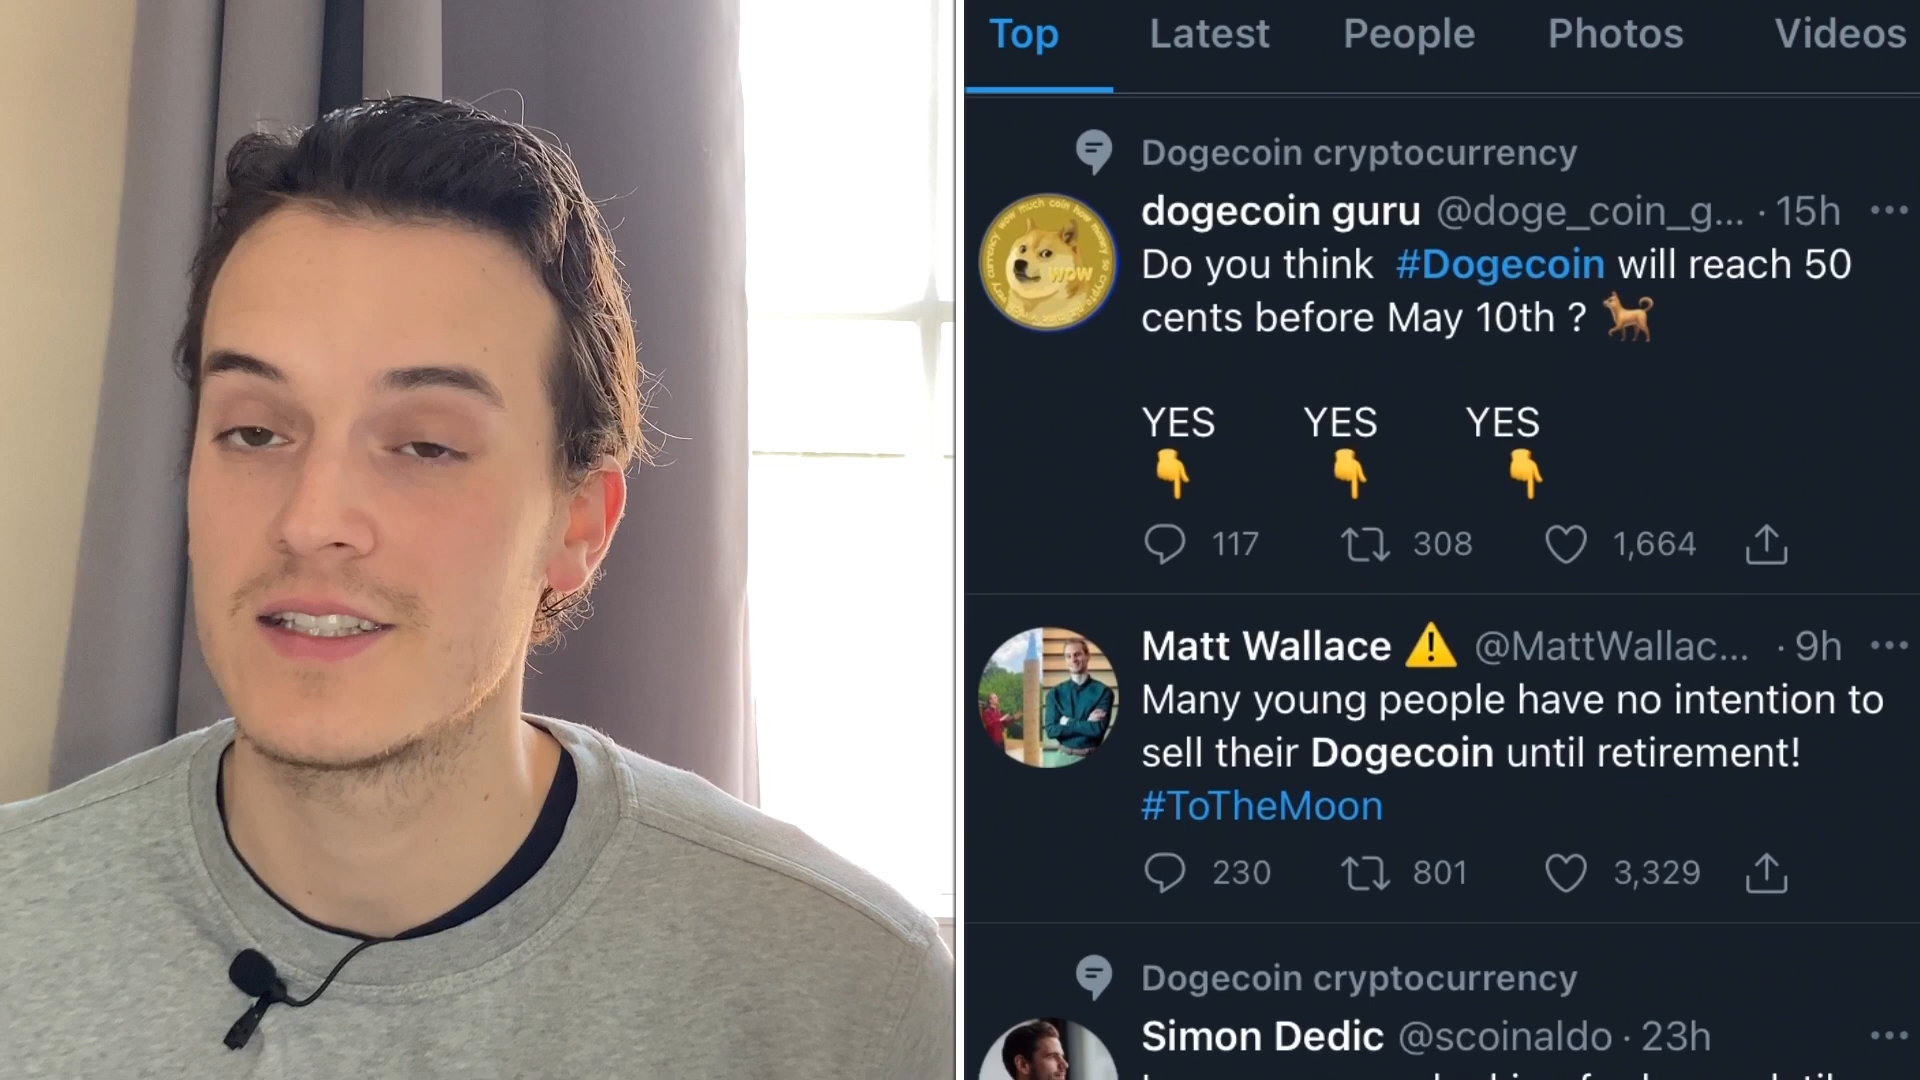 Top Latest People Photos Videos
Dogecoin cryptocurrency
dogecoin guru @doge_coin_g... · 15h
Do you think #Dogecoin will reach 50
cents before May 10th ?
YES YES YES
117 308 1,664
Matt Wallace @MattWallac... · 9h
Many young people have no intention to
sell their Dogecoin until retirement!
#ToTheMoon
230 801 3,329
Dogecoin cryptocurrency
Simon Dedic @scoinaldo · 23h